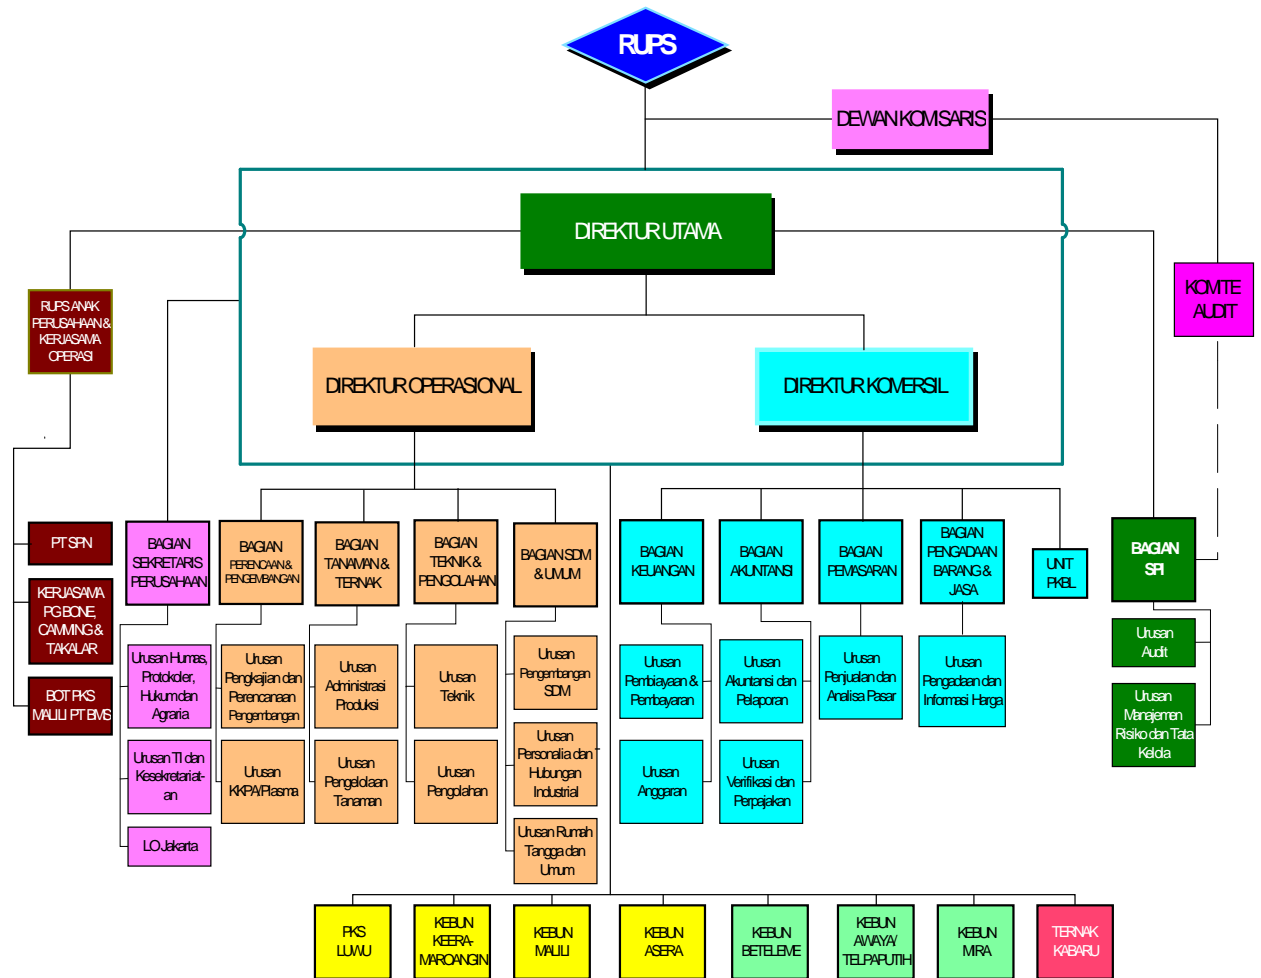 RUPS
DEWAN KOMISARIS
DIREKTUR UTAMA
KOMITE
AUDIT
RUPS ANAK
PERUSAHAAN &
KERJASAMA
OPERASI
DIREKTUR OPERASIONAL
DIREKTUR KOMERSIL
PT SPN
KERJASAMA
PG BONE,
CAMMING &
TAKALAR
BOT PKS
MALILI PT BMS
BAGIAN
SEKRETARIS
PERUSAHAAN
BAGIAN
PERENCAAN &
PENGEMBANGAN
BAGIAN
TANAMAN &
TERNAK
BAGIAN
TEKNIK &
PENGOLAHAN
BAGIAN SDM
& UMUM
BAGIAN
KEUANGAN
BAGIAN
AKUNTANSI
BAGIAN
PEMASARAN
BAGIAN
PENGADAAN
BARANG &
JASA
UNIT
PKBL
BAGIAN
SPI
Urusan Humas,
Protokoler,
Hukum dan
Agraria
Urusan TI dan
Kesekretariat-
an
LO Jakarta
Urusan
Pengkajian dan
Perencanaan
Pengembangan
Urusan
KKPA/Plasma
Urusan
Administrasi
Produksi
Urusan
Pengelolaan
Tanaman
Urusan
Teknik
Urusan
Pengolahan
Urusan
Pengembangan
SDM
Urusan
Personalia dan
Hubungan
Industrial
Urusan Rumah
Tangga dan
Umum
Urusan
Pembiayaan &
Pembayaran
Urusan
Anggaran
Urusan
Akuntansi dan
Pelaporan
Urusan
Verifikasi dan
Perpajakan
Urusan
Penjualan dan
Analisa Pasar
Urusan
Pengadaan dan
Informasi Harga
Urusan
Audit
Urusan
Manajemen
Risiko dan Tata
Kelola
PKS
LUWU
KEBUN
KEERA-
MAROANGIN
KEBUN
MALILI
KEBUN
ASERA
KEBUN
BETELEME
KEBUN
AWAYA/
TELPAPUTIH
KEBUN
MIRA
TERNAK
KABARU